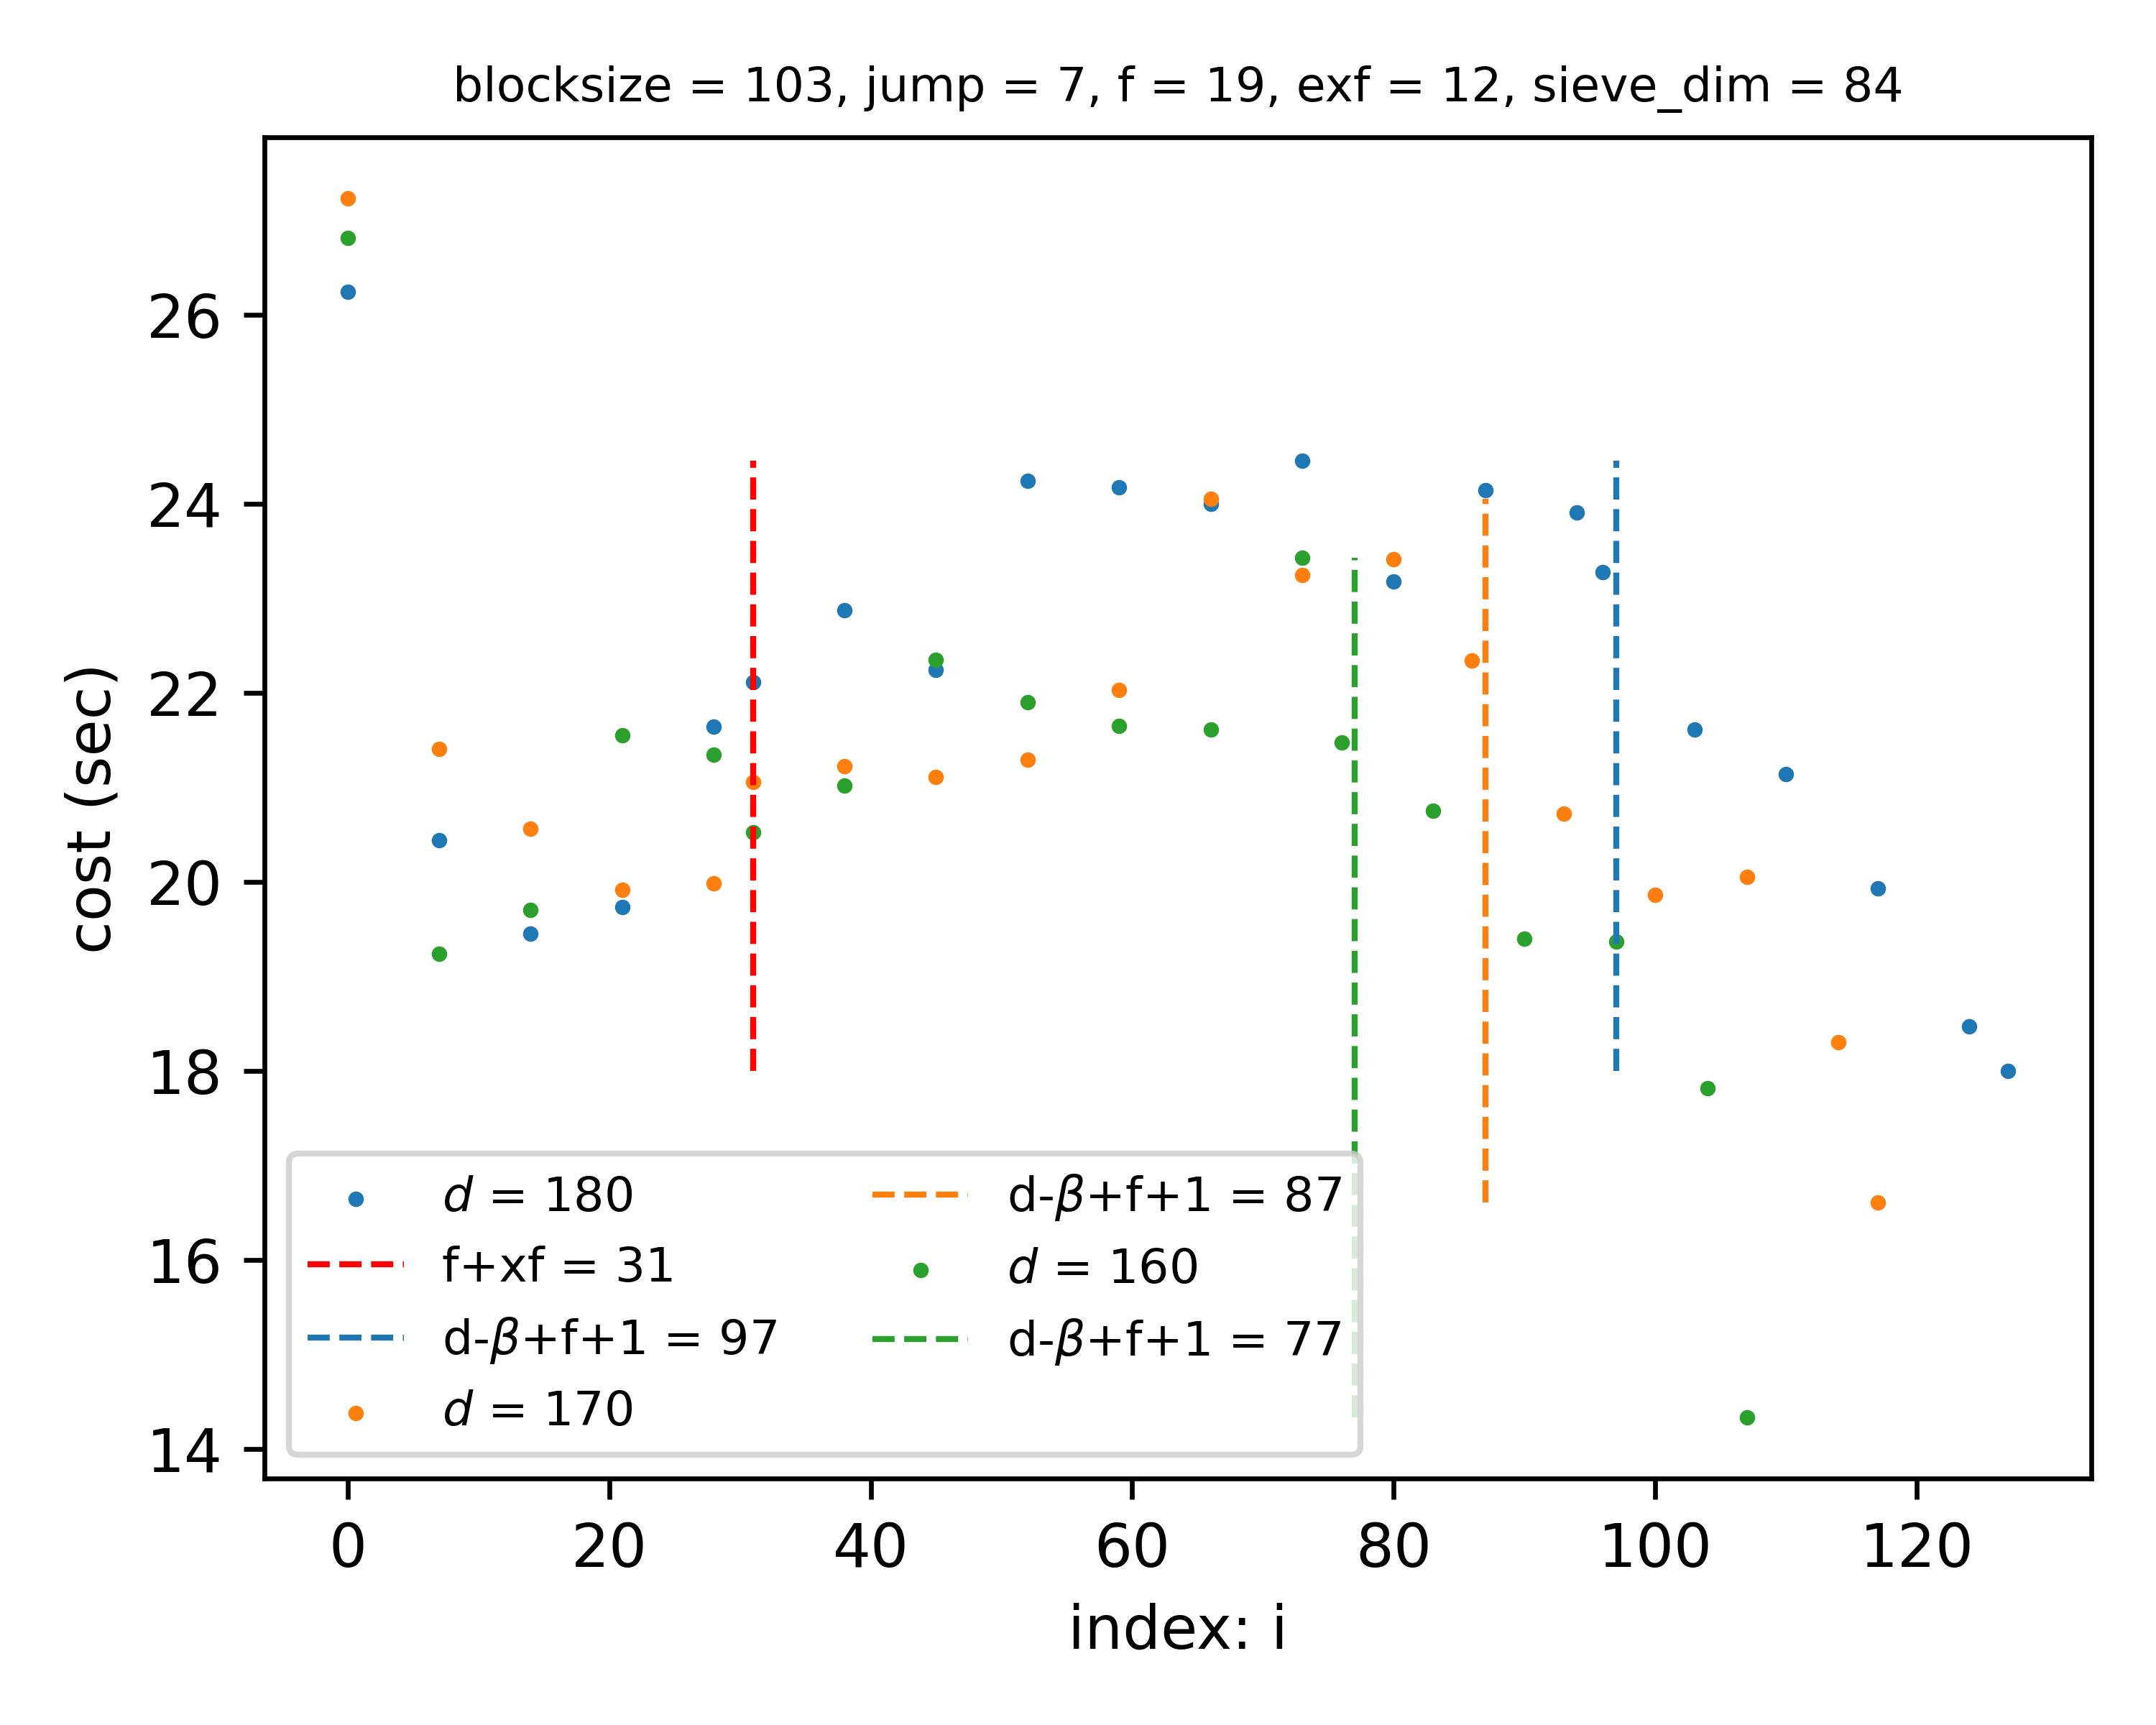 blocksize = 103, jump = 7, f = 19, exf = 12, sieve_dim = 84
cost (sec)
26
24
22
20
18
16
14
d = 180
f+xf = 31
d-β+f+1 = 97
d = 170
d-β+f+1 = 87
d = 160
d-β+f+1 = 77
0 20 40 60 80 100 120
index: i